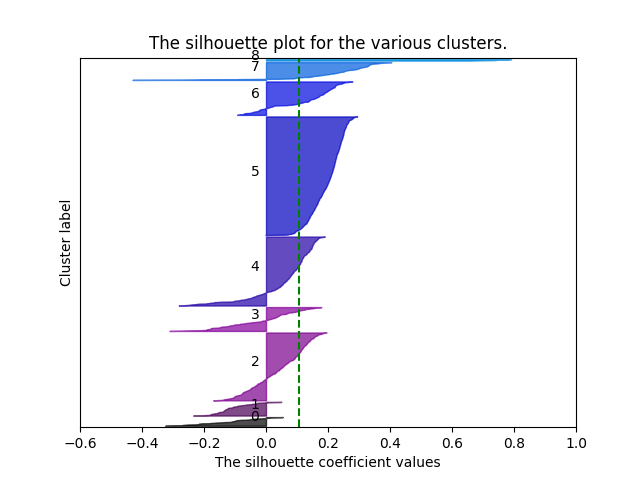 The silhouette plot for the various clusters.
Cluster label
8
7
6
5
4
3
2
1
0
−0.6 −0.4 −0.2 0.0 0.2 0.4 0.6 0.8 1.0
The silhouette coefficient values